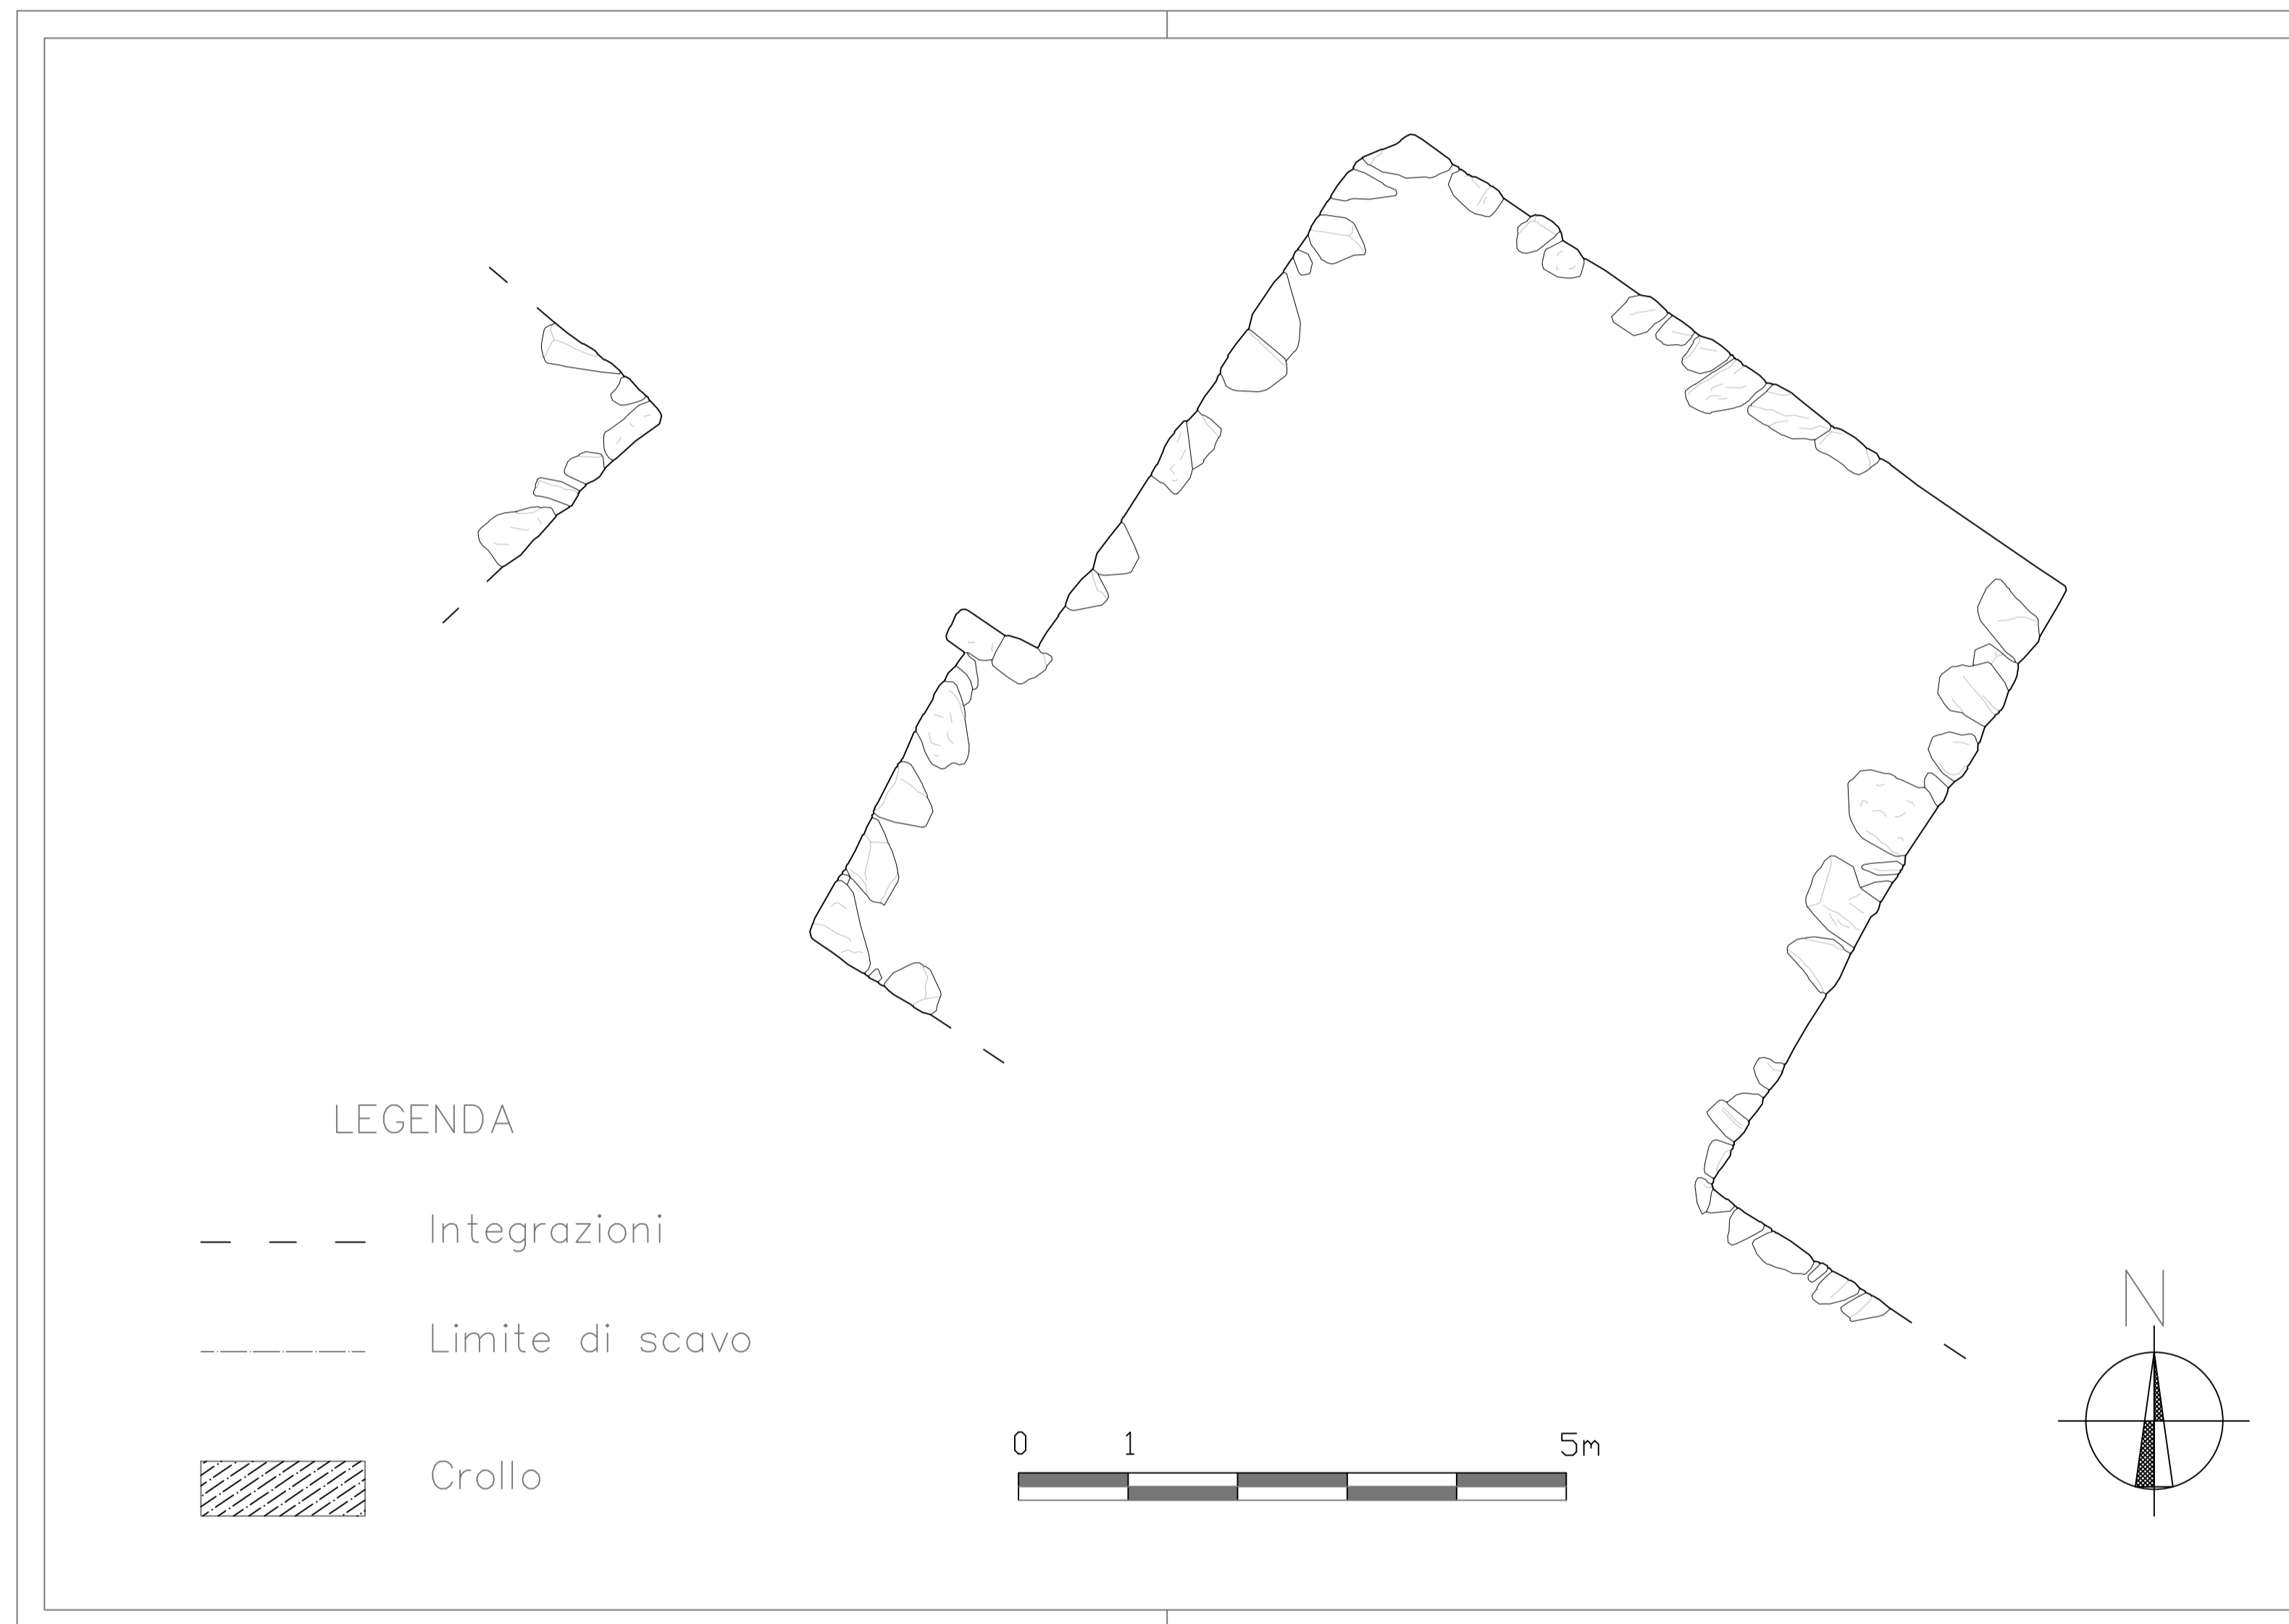 LEGENDA
Integrazioni
Limite di scavo
Crollo
0 1 5m
N